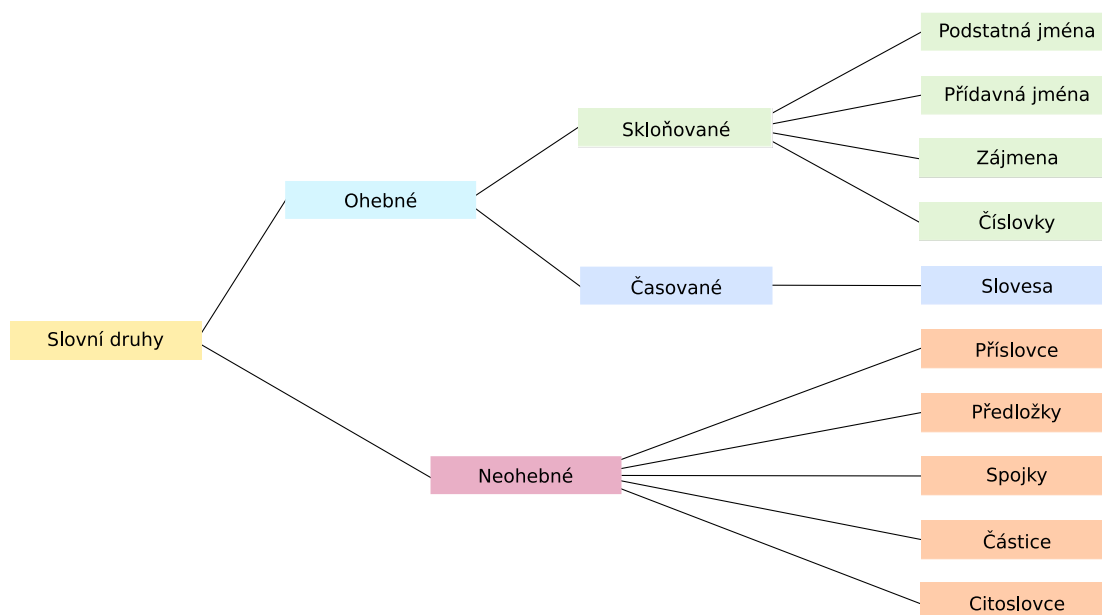 Podstatná jména
Přídavná jména
Skloňované
Zájmena
Ohebné
Číslovky
Časované
Slovesa
Slovní druhy
Příslovce
Předložky
Neohebné
Spojky
Částice
Citoslovce